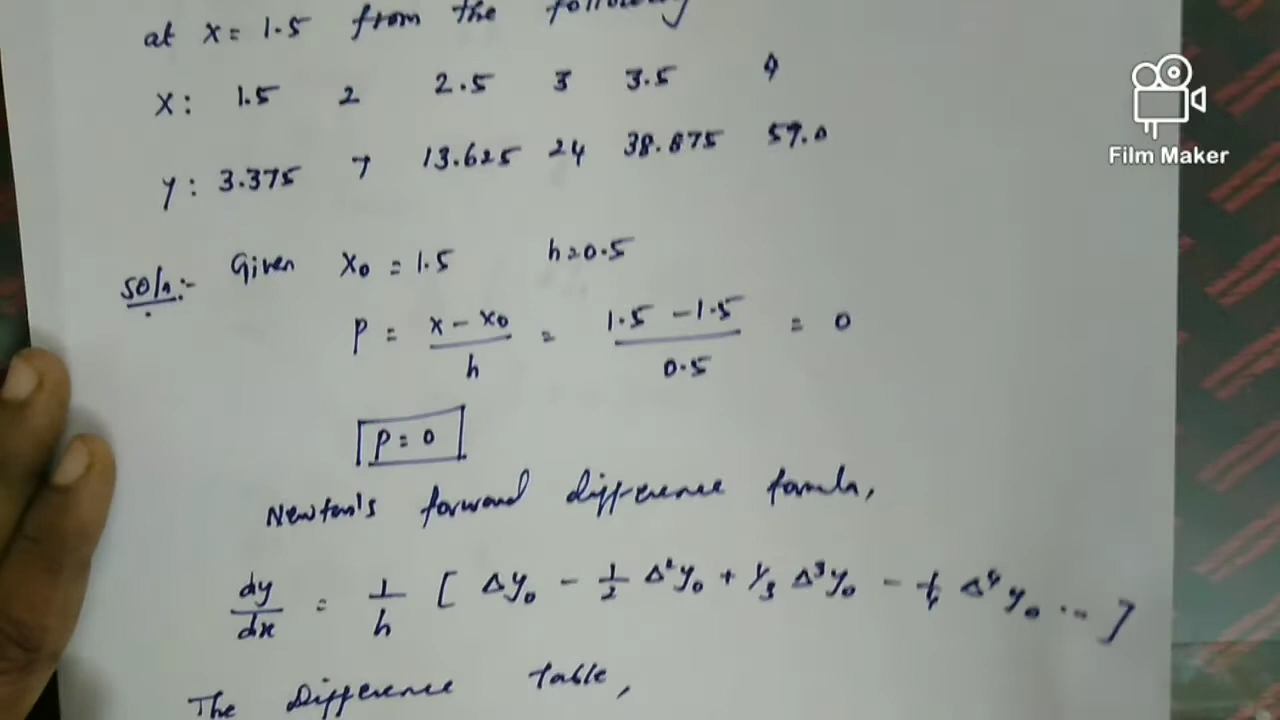 at x = 1.5 from the following
x: 1.5 2 2.5 3 3.5 4
y: 3.375 7 13.625 24 38.875 59.0
Film Maker
Soln:- Given x₀ = 1.5 h=0.5
P = x - x₀ / h = 1.5 - 1.5 / 0.5 = 0
P = 0
Newton's forward difference formula,
dy/dx = 1/h [ Δy₀ - 1/2 Δ²y₀ + 1/3 Δ³y₀ - 1/4 Δ⁴y₀ ... ]
The Difference table,